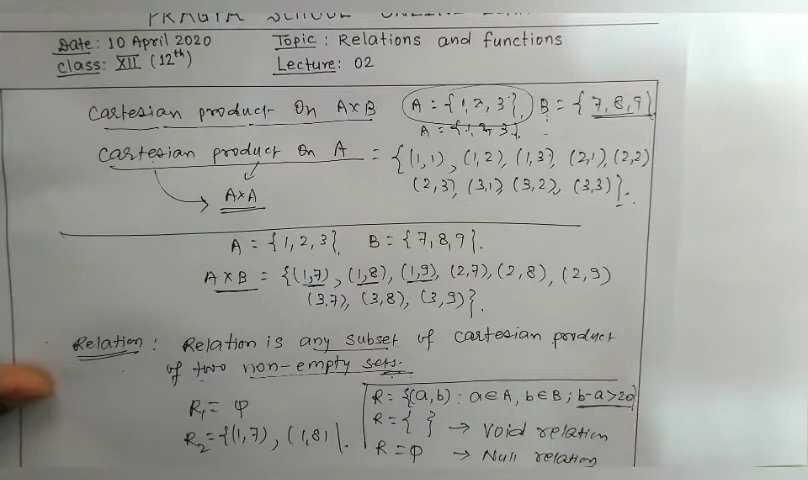 Date: 10 April 2020 Topic: Relations and functions
Class: XII (12th) Lecture: 02
Cartesian product On A×B A = {1,2,3}, B = {7,8,9}
A = {1,2,3}.
Cartesian product on A = {(1,1), (1,2), (1,3), (2,1), (2,2)
A×A (2,3), (3,1), (3,2), (3,3)}.
A = {1,2,3}, B = {7,8,9}.
A×B = {(1,7), (1,8), (1,9), (2,7), (2,8), (2,9)
(3,7), (3,8), (3,9)}.
Relation: Relation is any subset of cartesian product
of two non-empty sets.
R₁ = φ R = {(a,b) : a∈A, b∈B; b-a>20}
R₂ = {(1,7), (1,8) R = { } → Void relation
R = φ → Null relation